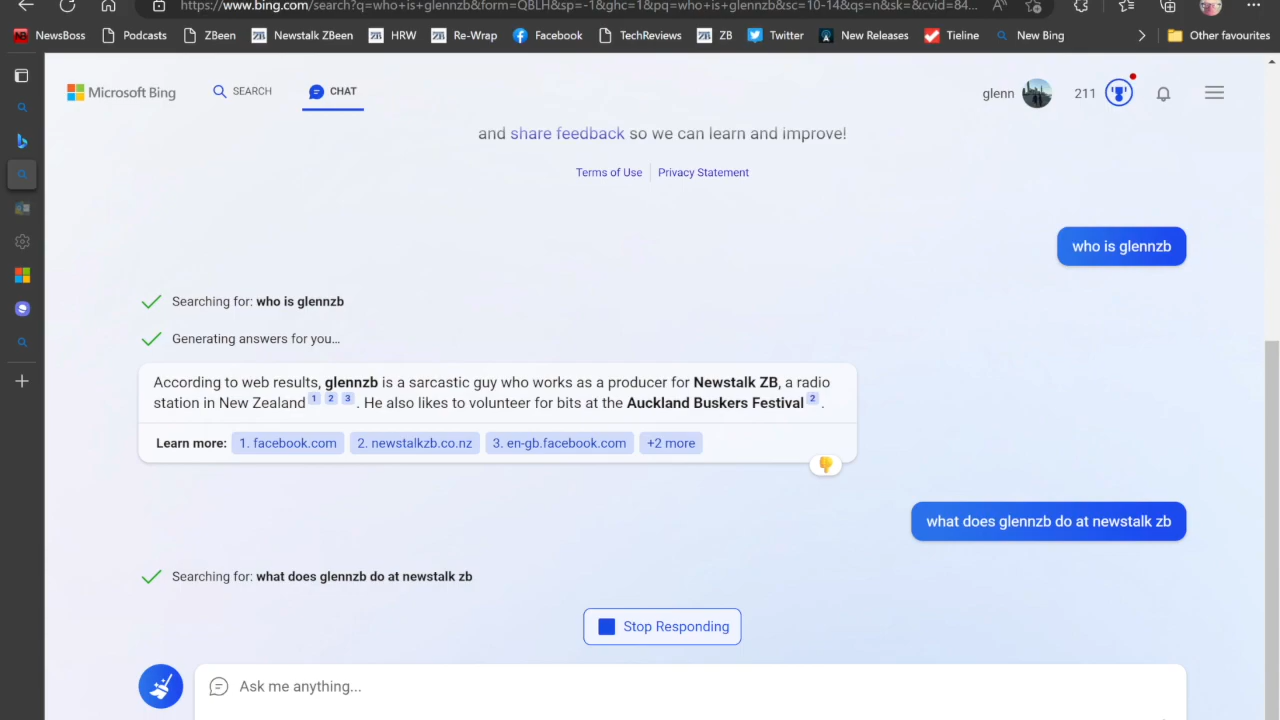 https://www.bing.com/search?q=who+is+glennzb&form=QBLH&sp=-1&ghc=1&pq=who+is+glennzb&sc=10-14&qs=n&sk=&cvid=84...
NewsBoss Podcasts ZBeen Newstalk ZBeen HRW Re-Wrap Facebook TechReviews ZB Twitter New Releases Tieline New Bing Other favourites
Microsoft Bing SEARCH CHAT glenn 211
and share feedback so we can learn and improve!
Terms of Use Privacy Statement
who is glennzb
Searching for: who is glennzb
Generating answers for you...
According to web results, glennzb is a sarcastic guy who works as a producer for Newstalk ZB, a radio
station in New Zealand 1 2 3 . He also likes to volunteer for bits at the Auckland Buskers Festival 2 .
Learn more: 1. facebook.com 2. newstalkzb.co.nz 3. en-gb.facebook.com +2 more
what does glennzb do at newstalk zb
Searching for: what does glennzb do at newstalk zb
Stop Responding
Ask me anything...